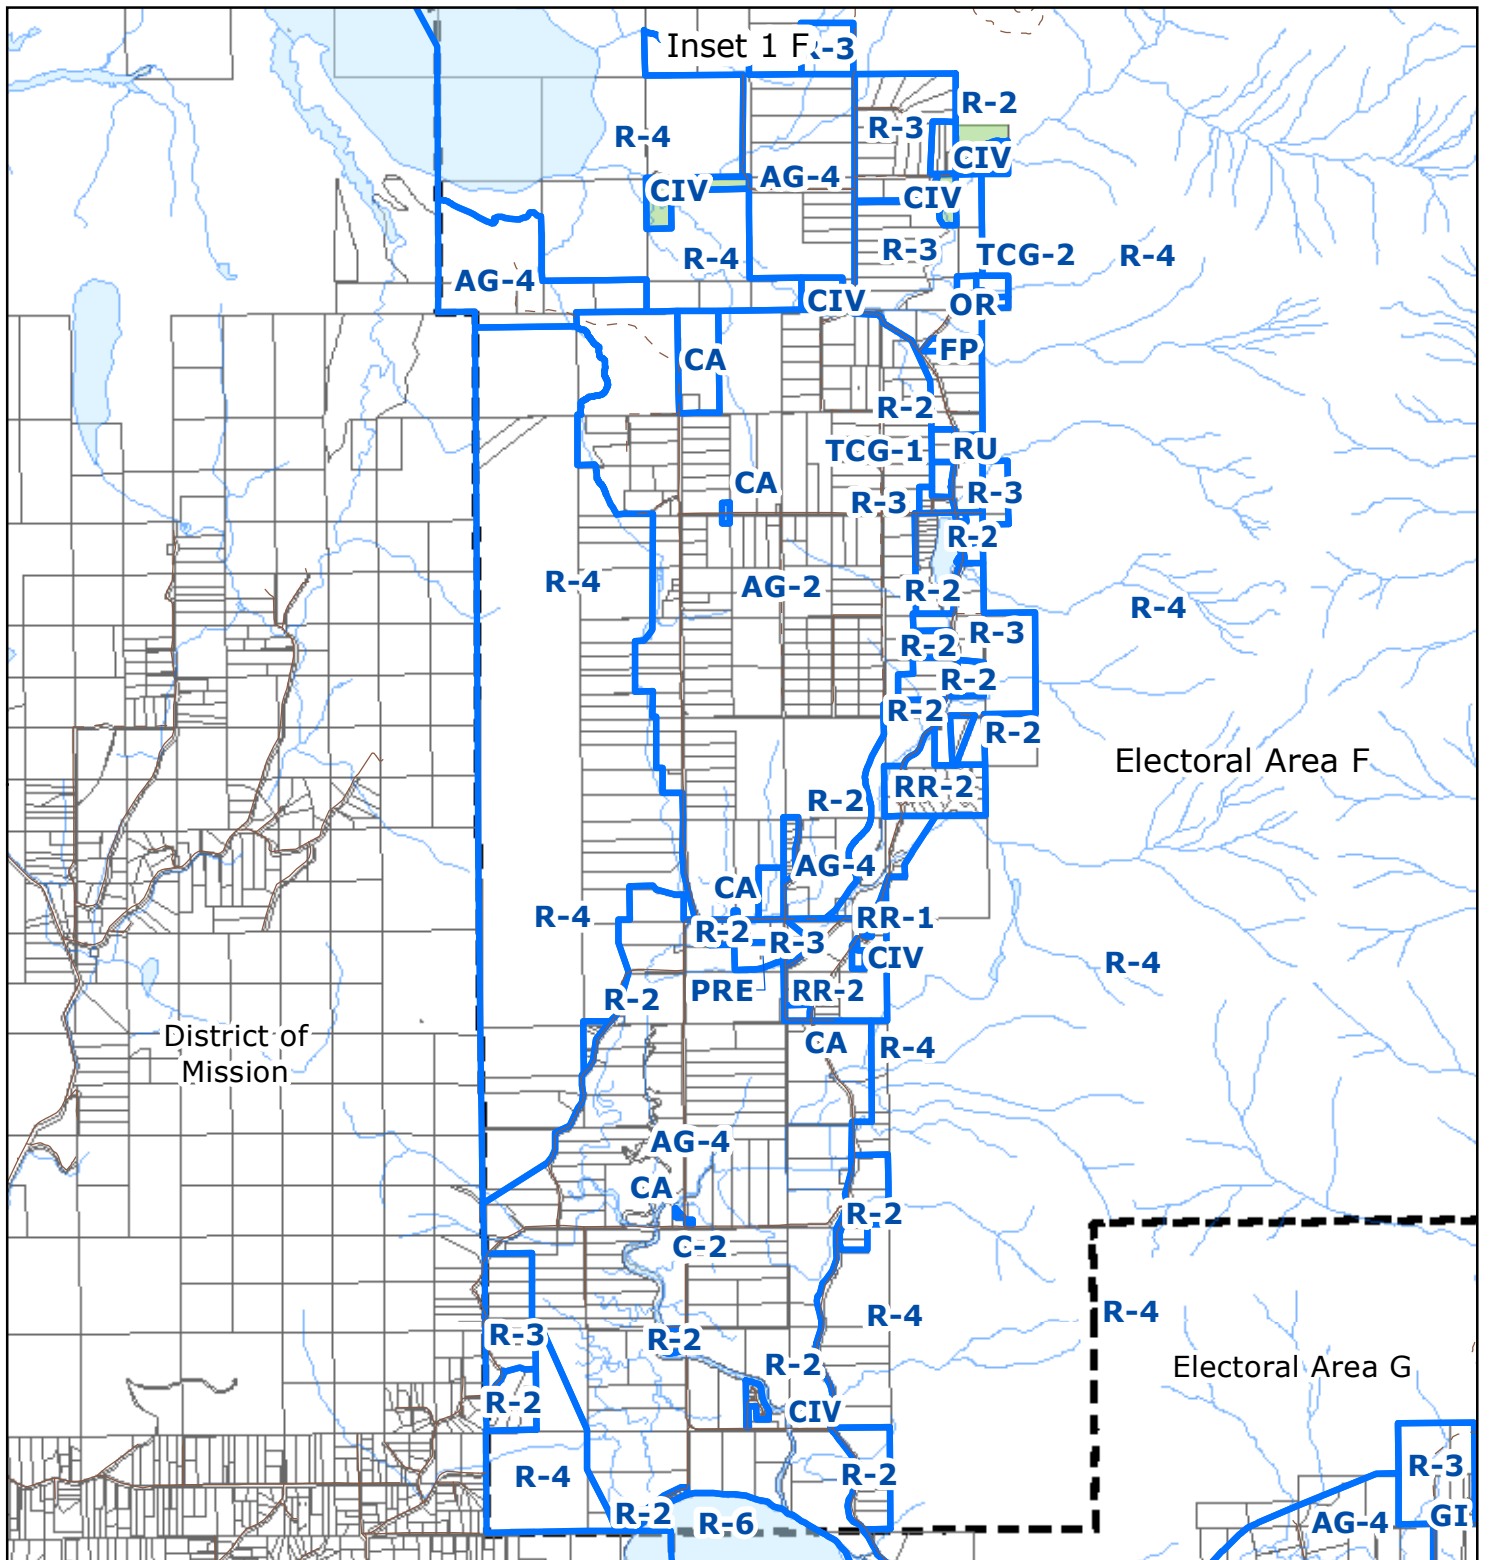 Inset 1 F
R-3
R-2
R-3
R-4
CIV
AG-4
CIV
CIV
R-3
TCG-2
R-4
R-4
AG-4
CIV
OR
FP
CA
R-2
TCG-1
RU
CA
R-3
R-3
R-2
R-4
AG-2
R-2
R-4
R-3
R-2
R-2
R-2
R-2
Electoral Area F
RR-2
R-2
AG-4
CA
R-4
RR-1
R-2
R-3
CIV
R-4
PRE
RR-2
R-2
District of
Mission
CA
R-4
AG-4
CA
R-2
C-2
R-4
R-4
R-3
R-2
R-2
Electoral Area G
R-2
CIV
R-4
R-2
R-3
R-2
R-6
AG-4
GI-